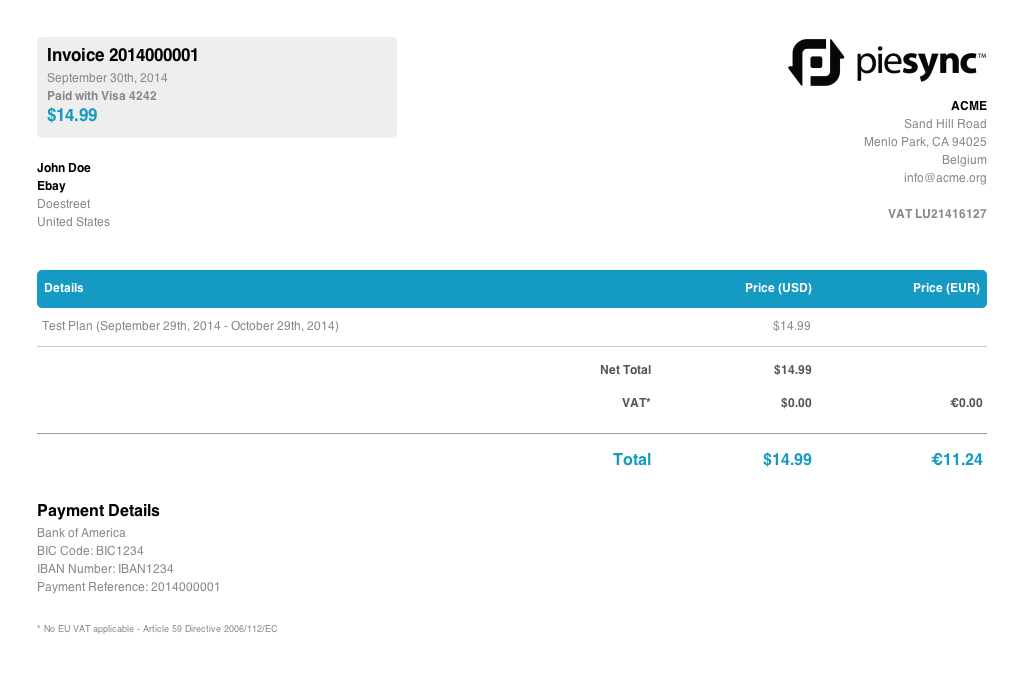 Invoice 2014000001
September 30th, 2014
Paid with Visa 4242
$14.99
piesync™
ACME
Sand Hill Road
Menlo Park, CA 94025
Belgium
info@acme.org
VAT LU21416127
John Doe
Ebay
Doestreet
United States
Details Price (USD) Price (EUR)
Test Plan (September 29th, 2014 - October 29th, 2014) $14.99
Net Total $14.99
VAT* $0.00 €0.00
Total $14.99 €11.24
Payment Details
Bank of America
BIC Code: BIC1234
IBAN Number: IBAN1234
Payment Reference: 2014000001
* No EU VAT applicable - Article 59 Directive 2006/112/EC